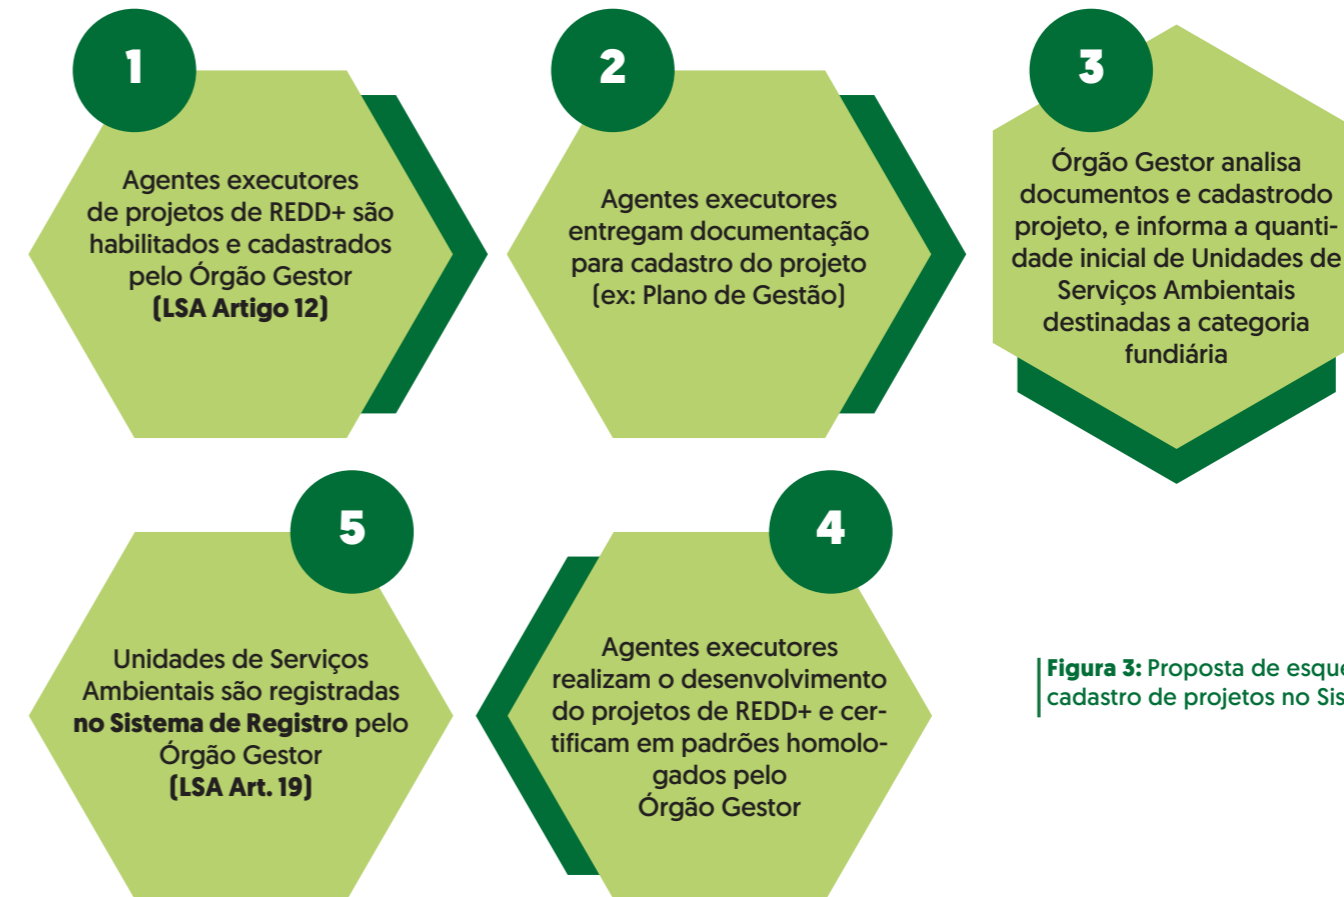 1
Agentes executores
de projetos de REDD+ são
habilitados e cadastrados
pelo Órgão Gestor
(LSA Artigo 12)
2
Agentes executores
entregam documentação
para cadastro do projeto
(ex: Plano de Gestão)
3
Órgão Gestor analisa
documentos e cadastrodo
projeto, e informa a quanti-
dade inicial de Unidades de
Serviços Ambientais
destinadas a categoria
fundiária
5
Unidades de Serviços
Ambientais são registradas
no Sistema de Registro pelo
Órgão Gestor
(LSA Art. 19)
4
Agentes executores
realizam o desenvolvimento
do projetos de REDD+ e cer-
tificam em padrões homolo-
gados pelo
Órgão Gestor
Figura 3: Proposta de
cadastro de projetos no